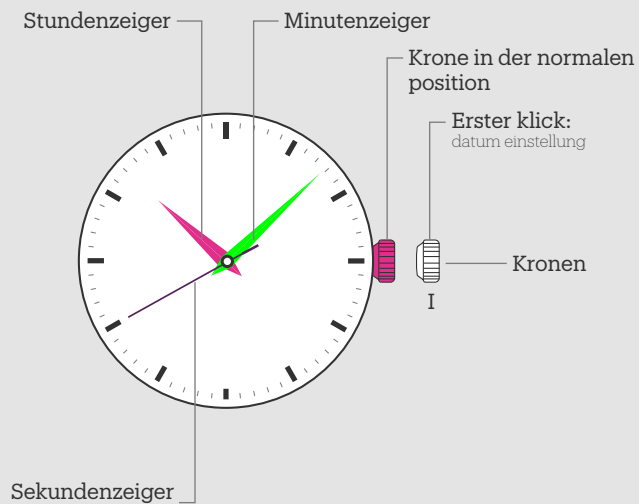 Stundenzeiger
Minutenzeiger
Krone in der normalen
position
Erster klick:
datum einstellung
Kronen
I
Sekundenzeiger